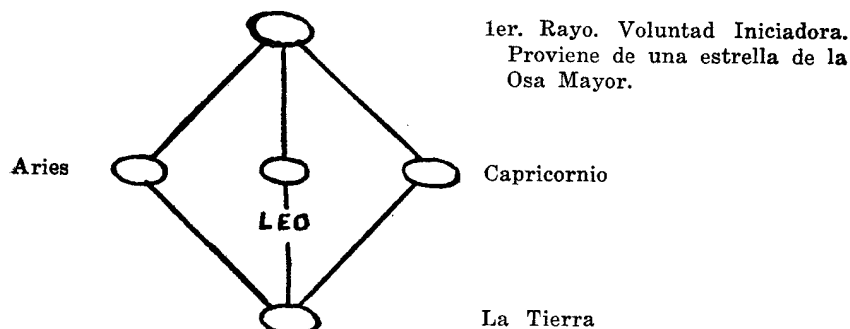 1er. Rayo. Voluntad Iniciadora.
Proviene de una estrella de la
Osa Mayor.
Aries
Capricornio
LEO
La Tierra